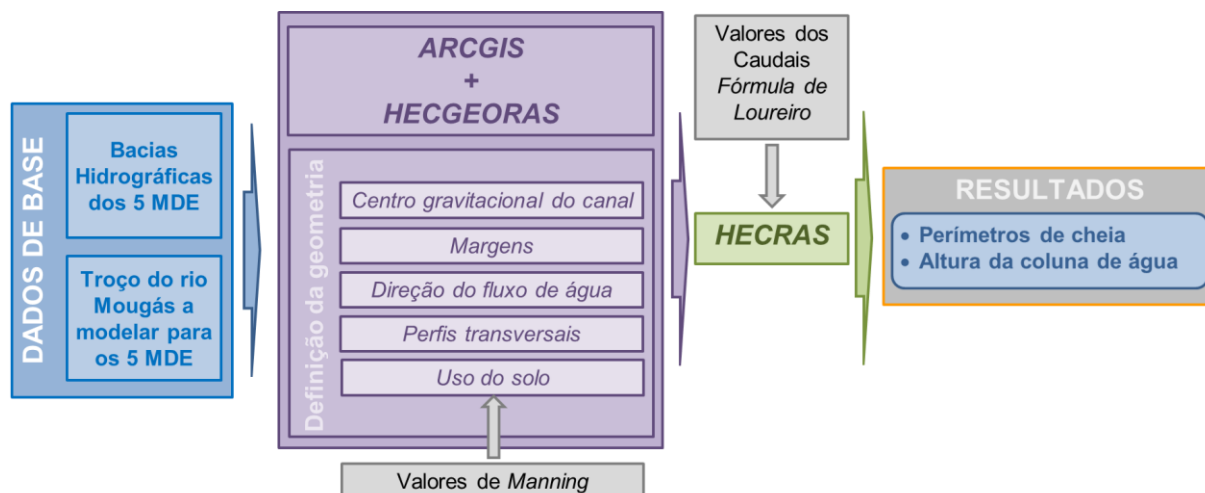 DADOS DE BASE
Bacias
Hidrográficas
dos 5 MDE
Troço do rio
Mougás a
modelar para
os 5 MDE
ARCGIS
+
HECGEORAS
Definição da geometria
Centro gravitacional do canal
Margens
Direção do fluxo de água
Perfis transversais
Uso do solo
Valores de Manning
Valores dos
Caudais
Fórmula de
Loureiro
HECRAS
RESULTADOS
• Perímetros de cheia
• Altura da coluna de água